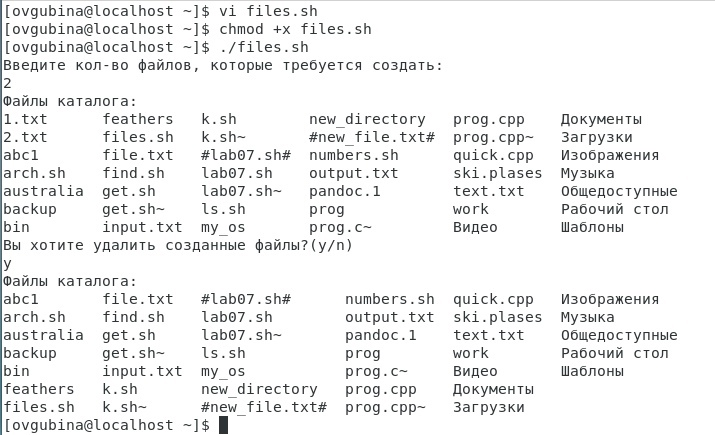 [ovgubina@localhost ~]$ vi files.sh
[ovgubina@localhost ~]$ chmod +x files.sh
[ovgubina@localhost ~]$ ./files.sh
Введите кол-во файлов, которые требуется создать:
2
Файлы каталога:
1.txt      feathers   k.sh        new_directory   prog.cpp    Документы
2.txt      files.sh   k.sh~       #new_file.txt#  prog.cpp~   Загрузки
abc1       file.txt   #lab07.sh#  numbers.sh      quick.cpp   Изображения
arch.sh    find.sh    lab07.sh    output.txt      ski.plases  Музыка
australia  get.sh     lab07.sh~   pandoc.1        text.txt    Общедоступные
backup     get.sh~    ls.sh       prog            work        Рабочий стол
bin        input.txt  my_os       prog.c~         Видео       Шаблоны
Вы хотите удалить созданные файлы?(y/n)
y
Файлы каталога:
abc1       file.txt   #lab07.sh#      numbers.sh  quick.cpp   Изображения
arch.sh    find.sh    lab07.sh        output.txt  ski.plases  Музыка
australia  get.sh     lab07.sh~       pandoc.1    text.txt    Общедоступные
backup     get.sh~    ls.sh           prog        work        Рабочий стол
bin        input.txt  my_os           prog.c~     Видео       Шаблоны
feathers   k.sh       new_directory   prog.cpp    Документы
files.sh   k.sh~      #new_file.txt#  prog.cpp~   Загрузки
[ovgubina@localhost ~]$